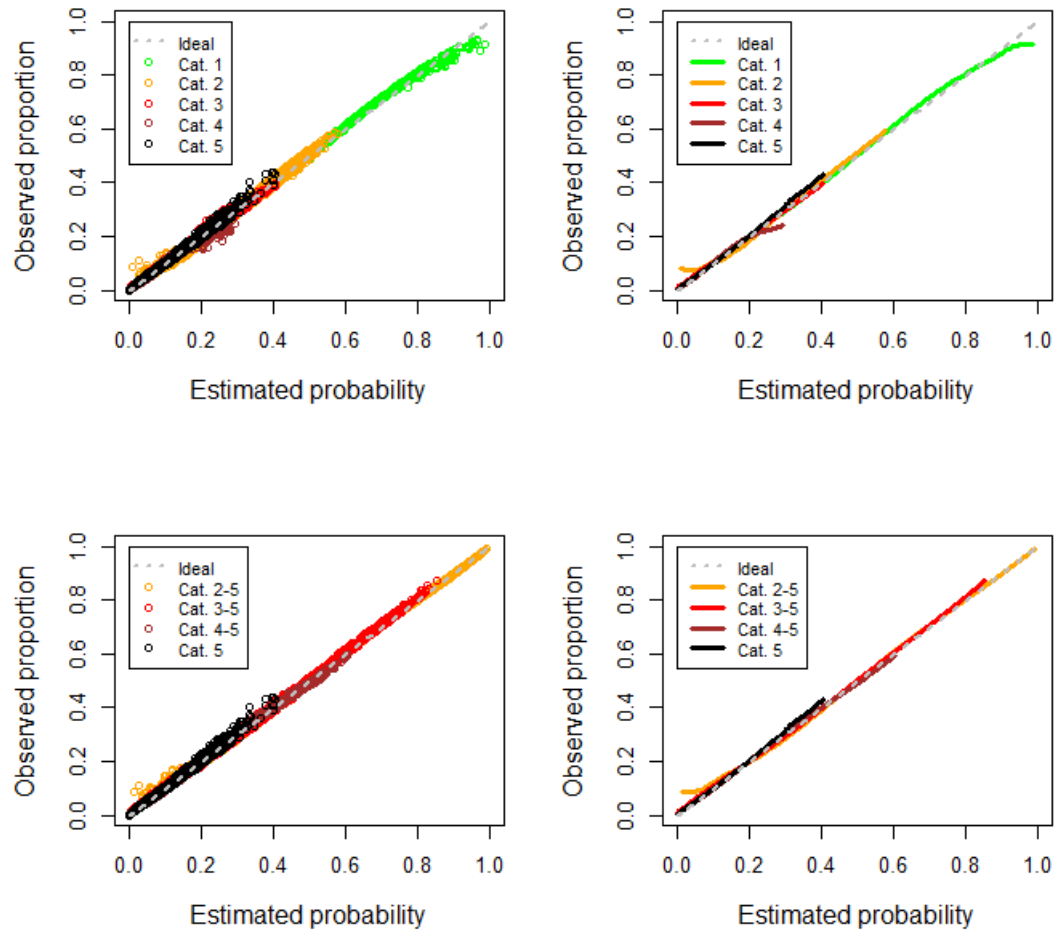 Observed proportion
0.0 0.2 0.4 0.6 0.8 1.0
Ideal
Cat. 1
Cat. 2
Cat. 3
Cat. 4
Cat. 5
0.0 0.2 0.4 0.6 0.8 1.0
Estimated probability
Observed proportion
0.0 0.2 0.4 0.6 0.8 1.0
Ideal
Cat. 1
Cat. 2
Cat. 3
Cat. 4
Cat. 5
0.0 0.2 0.4 0.6 0.8 1.0
Estimated probability
Observed proportion
0.0 0.2 0.4 0.6 0.8 1.0
Ideal
Cat. 2-5
Cat. 3-5
Cat. 4-5
Cat. 5
0.0 0.2 0.4 0.6 0.8 1.0
Estimated probability
Observed proportion
0.0 0.2 0.4 0.6 0.8 1.0
Ideal
Cat. 2-5
Cat. 3-5
Cat. 4-5
Cat. 5
0.0 0.2 0.4 0.6 0.8 1.0
Estimated probability